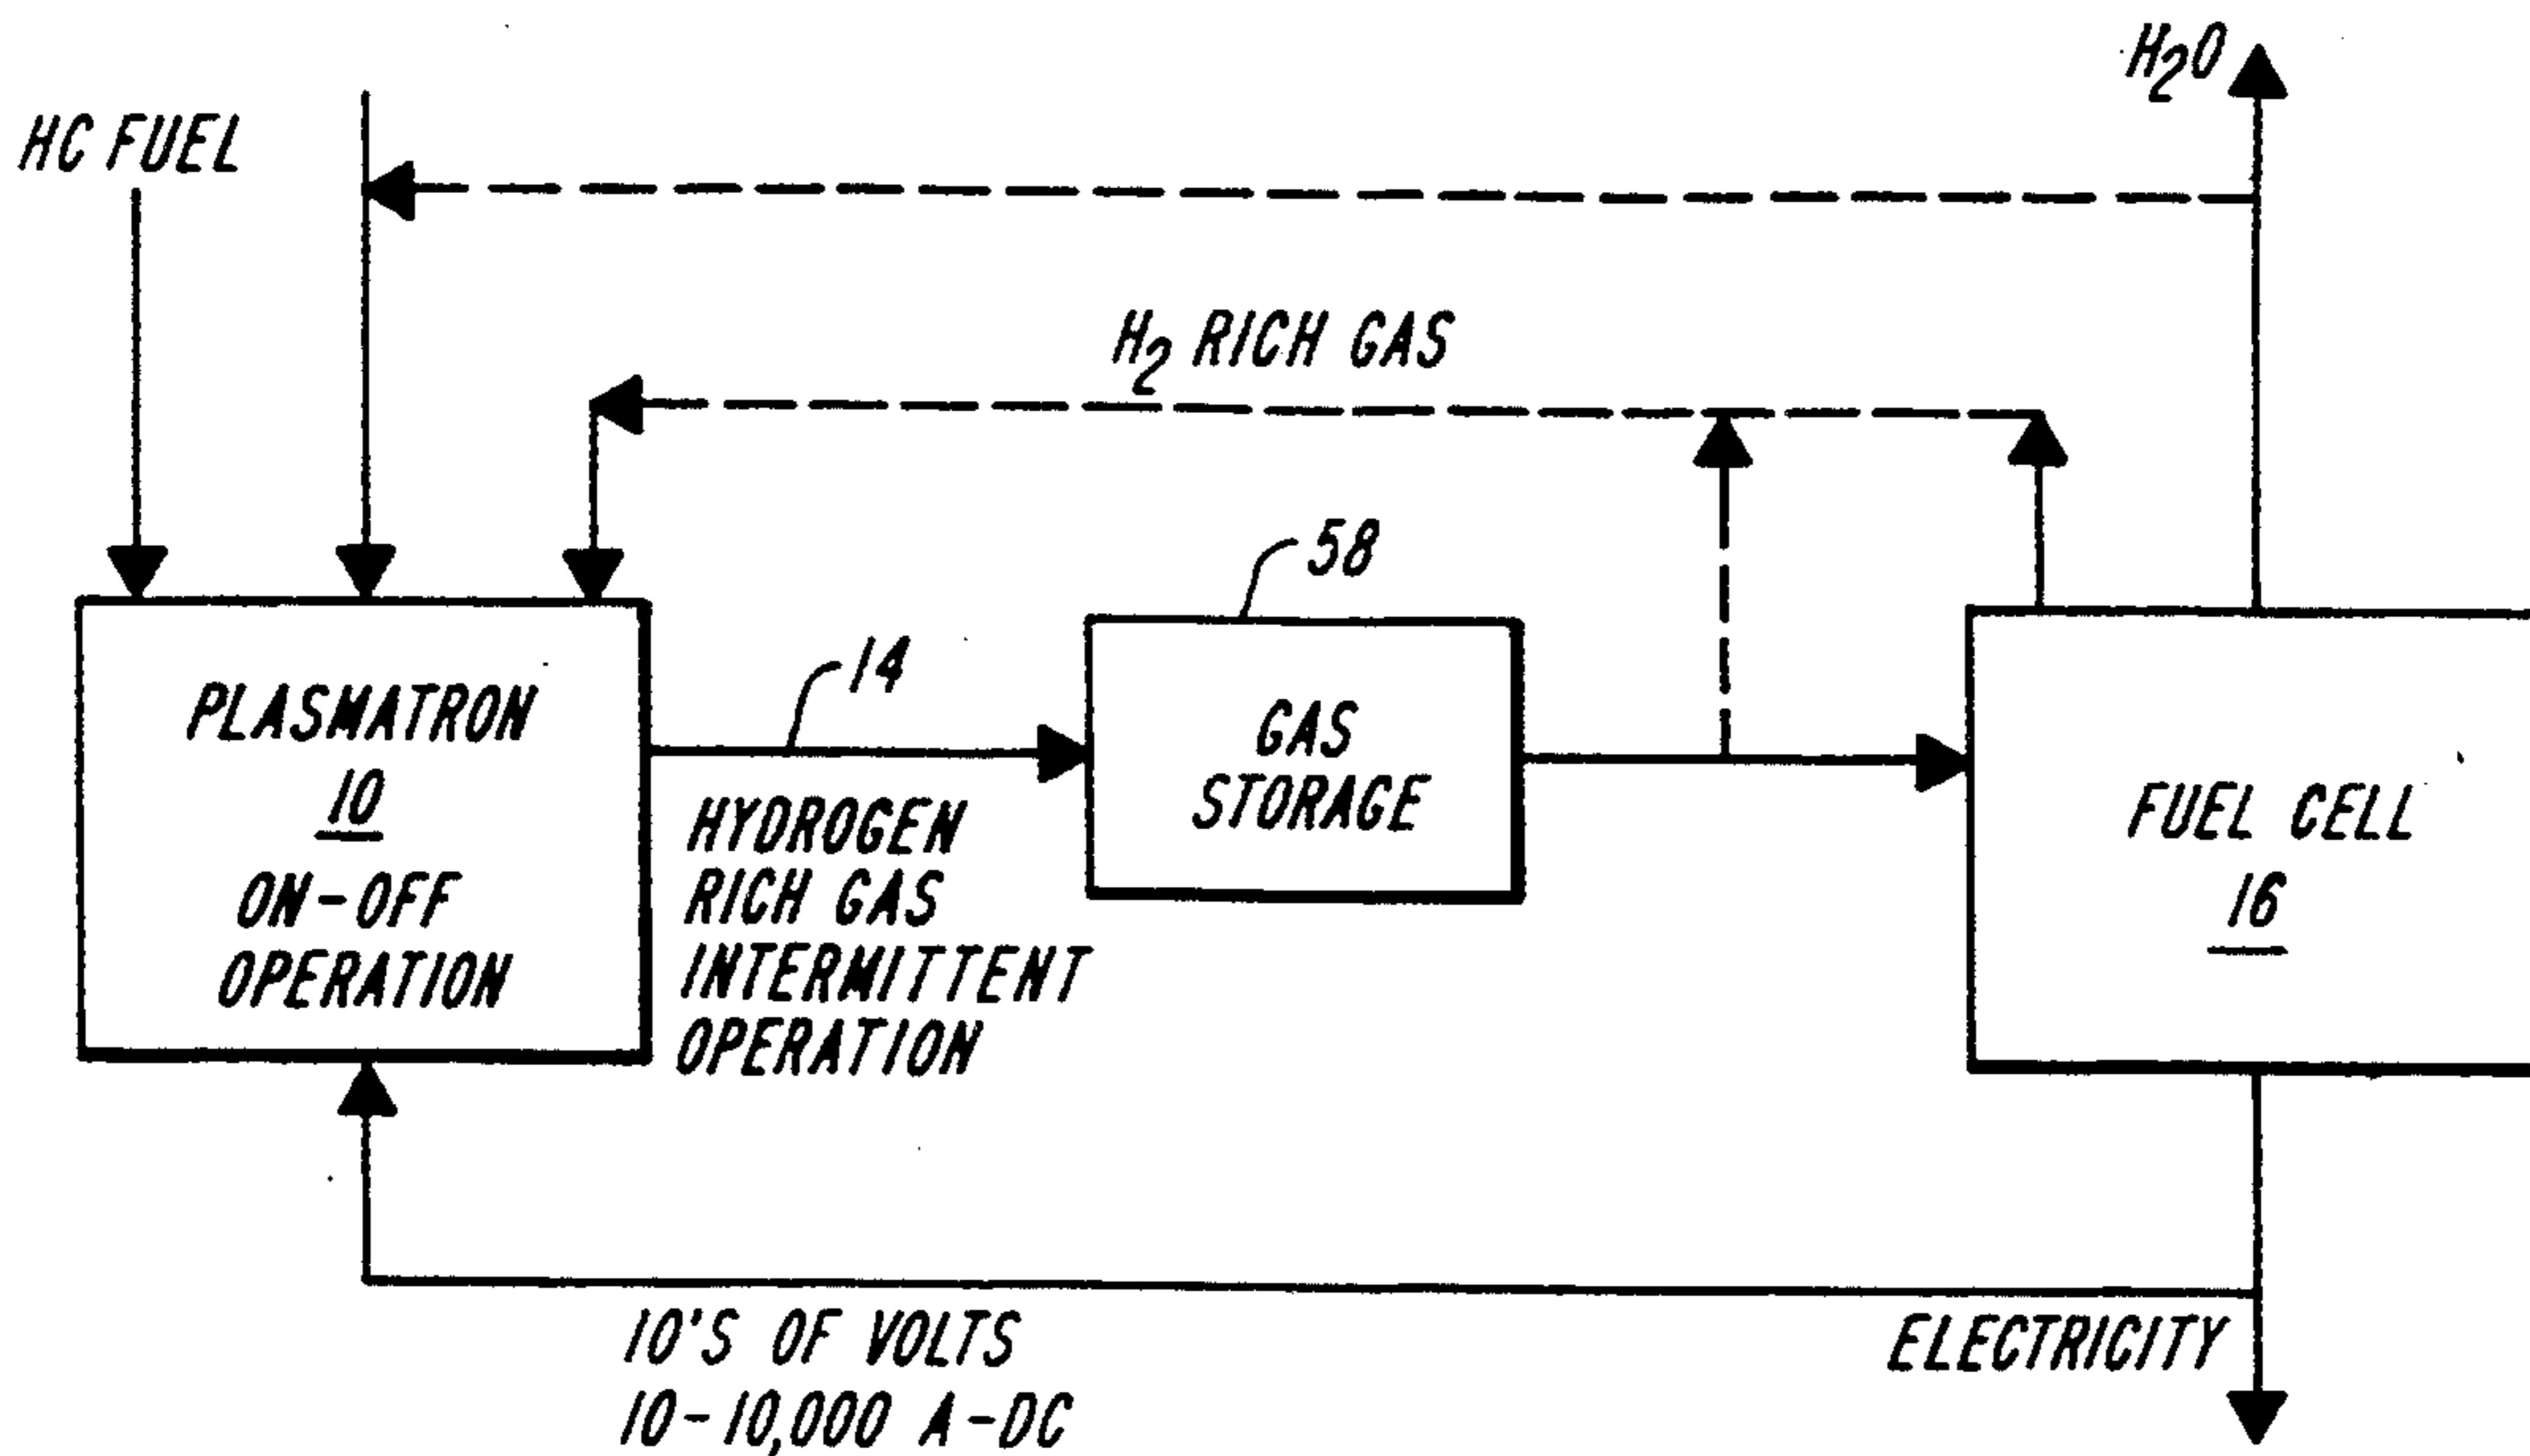 H2O
HC FUEL
H2 RICH GAS
58
14
PLASMATRON
10
ON-OFF
OPERATION
HYDROGEN
RICH GAS
INTERMITTENT
OPERATION
GAS
STORAGE
FUEL CELL
16
10'S OF VOLTS
10-10,000 A-DC
ELECTRICITY